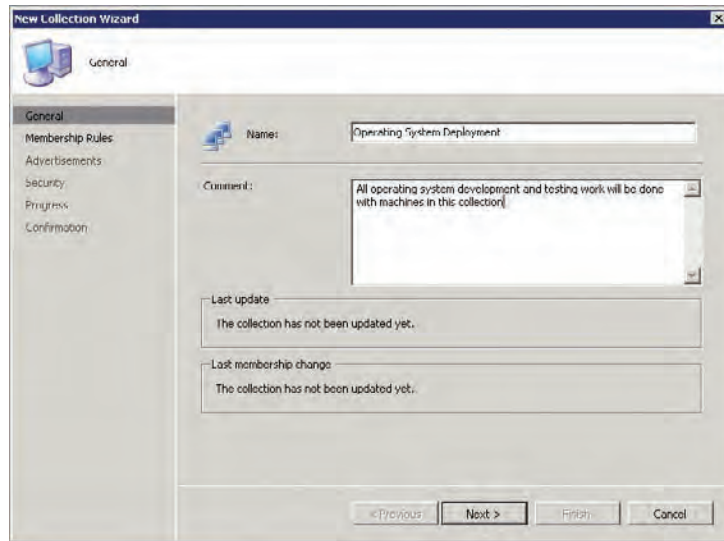 New Collection Wizard
General
General
Membership Rules
Advertisements
Security
Progress
Confirmation
Name:
Operating System Deployment
Comment:
All operating system development and testing work will be done
with machines in this collection
Last update
The collection has not been updated yet.
Last membership change
The collection has not been updated yet.
< Previous
Next >
Finish
Cancel